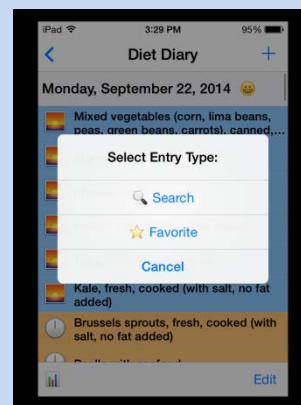 iPad 3:29 PM 95%
Diet Diary
Monday, September 22, 2014
Mixed vegetables (corn, lima beans,
peas, green beans, carrots), canned,...
Select Entry Type:
Search
Favorite
Cancel
Kale, fresh, cooked (with salt, no fat
added)
Brussels sprouts, fresh, cooked (with
salt, no fat added)
Edit